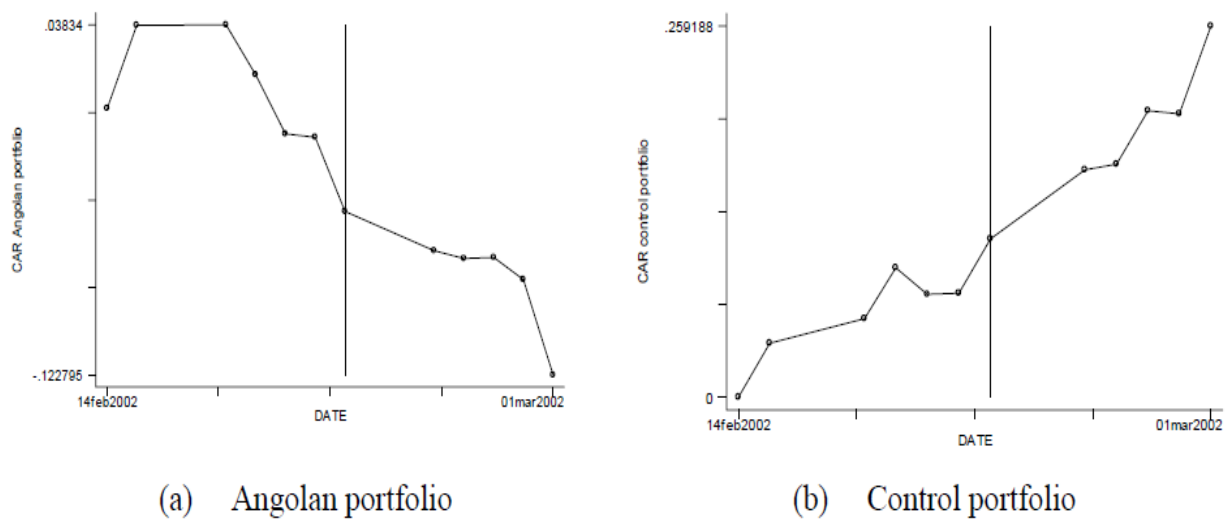 .03834
CAR Angolan portfolio
-.122795
14feb2002
01mar2002
DATE
(a) Angolan portfolio
.259188
CAR control portfolio
0
14feb2002
01mar2002
DATE
(b) Control portfolio